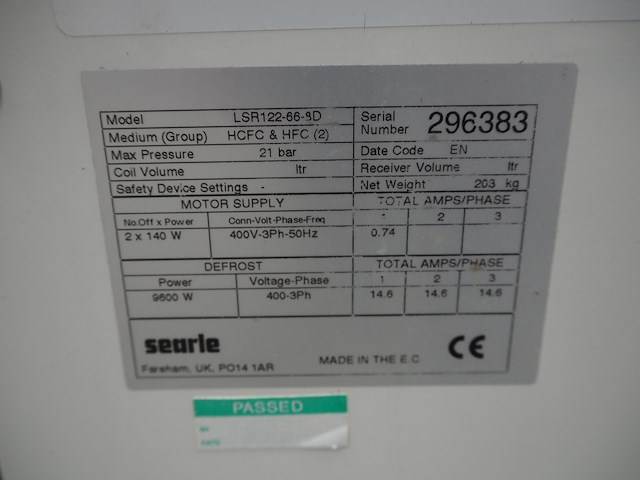 Model LSR122-66-8D Serial Number 296383
Medium (Group) HCFC & HFC (2)
Max Pressure 21 bar Date Code EN
Coil Volume ltr Receiver Volume ltr
Safety Device Settings - Net Weight 203 kg
MOTOR SUPPLY TOTAL AMPS/PHASE
No.Off x Power Conn-Volt-Phase-Freq 1 2 3
2 x 140 W 400V-3Ph-50Hz 0.74
DEFROST TOTAL AMPS/PHASE
Power Voltage-Phase 1 2 3
9600 W 400-3Ph 14.6 14.6 14.6
searle MADE IN THE E.C CE
Fareham, UK, PO14 1AR
PASSED
BY
DATE